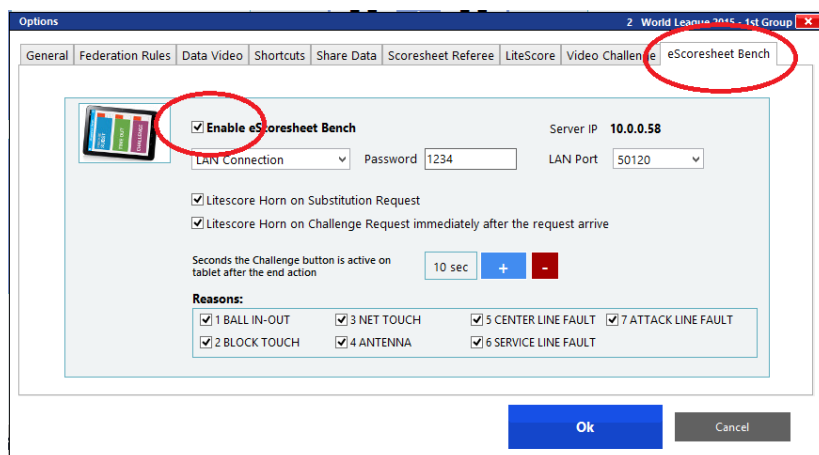 Options 2 World League 2015 - 1st Group
General Federation Rules Data Video Shortcuts Share Data Scoresheet Referee LiteScore Video Challenge eScoresheet Bench
Enable eScoresheet Bench Server IP 10.0.0.58
LAN Connection Password 1234 LAN Port 50120
Litescore Horn on Substitution Request
Litescore Horn on Challenge Request immediately after the request arrive
Seconds the Challenge button is active on
tablet after the end action
10 sec + -
Reasons:
1 BALL IN-OUT 3 NET TOUCH 5 CENTER LINE FAULT 7 ATTACK LINE FAULT
2 BLOCK TOUCH 4 ANTENNA 6 SERVICE LINE FAULT
Ok Cancel